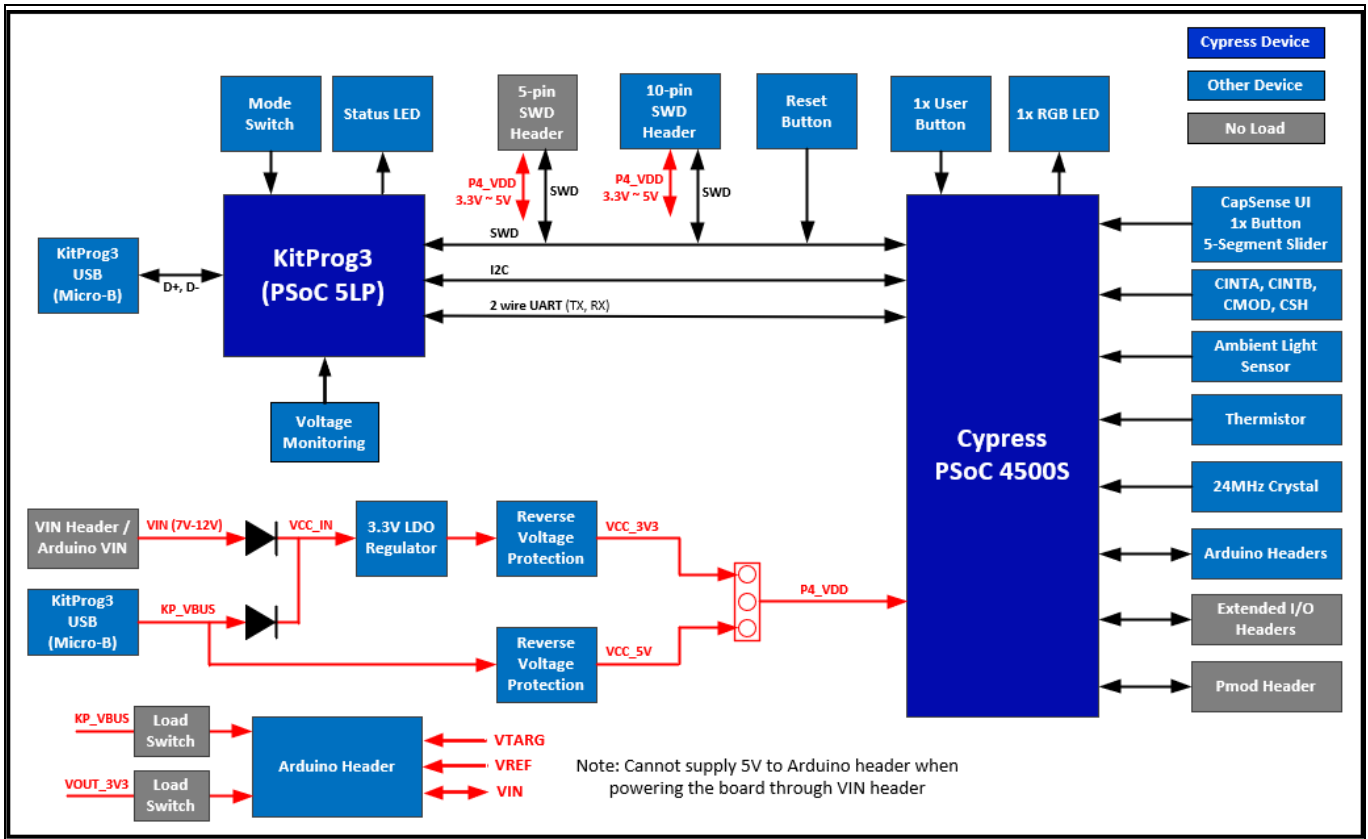 Cypress Device
Other Device
No Load
Mode
Switch
Status LED
5-pin
SWD
Header
10-pin
SWD
Header
Reset
Button
1x User
Button
1x RGB LED
P4_VDD
3.3V ~ 5V
SWD
P4_VDD
3.3V ~ 5V
SWD
KitProg3
USB
(Micro-B)
D+, D-
KitProg3
(PSoC 5LP)
SWD
I2C
2 wire UART (TX, RX)
Voltage
Monitoring
Cypress
PSoC 4500S
CapSense UI
1x Button
5-Segment Slider
CINTA, CINTB,
CMOD, CSH
Ambient Light
Sensor
Thermistor
24MHz Crystal
Arduino Headers
Extended I/O
Headers
Pmod Header
VIN Header /
Arduino VIN
VIN (7V-12V)
VCC_IN
3.3V LDO
Regulator
Reverse
Voltage
Protection
VCC_3V3
KitProg3
USB
(Micro-B)
KP_VBUS
Reverse
Voltage
Protection
VCC_5V
P4_VDD
KP_VBUS
Load
Switch
VOUT_3V3
Load
Switch
Arduino Header
VTARG
VREF
VIN
Note: Cannot supply 5V to Arduino header when
powering the board through VIN header